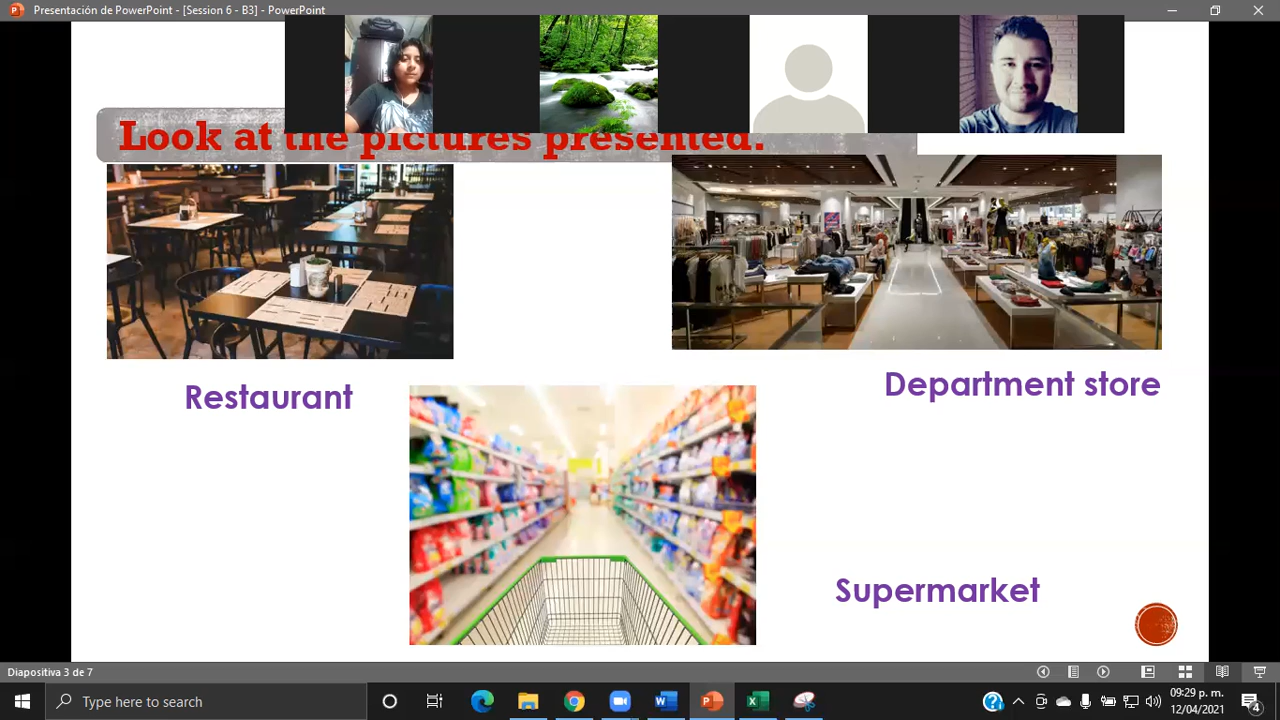 Presentación de PowerPoint - [Session 6 - B3] - PowerPoint
Look at the pictures presented.
Restaurant
Department store
Supermarket
Diapositiva 3 de 7
Type here to search
09:29 p. m.
12/04/2021
4